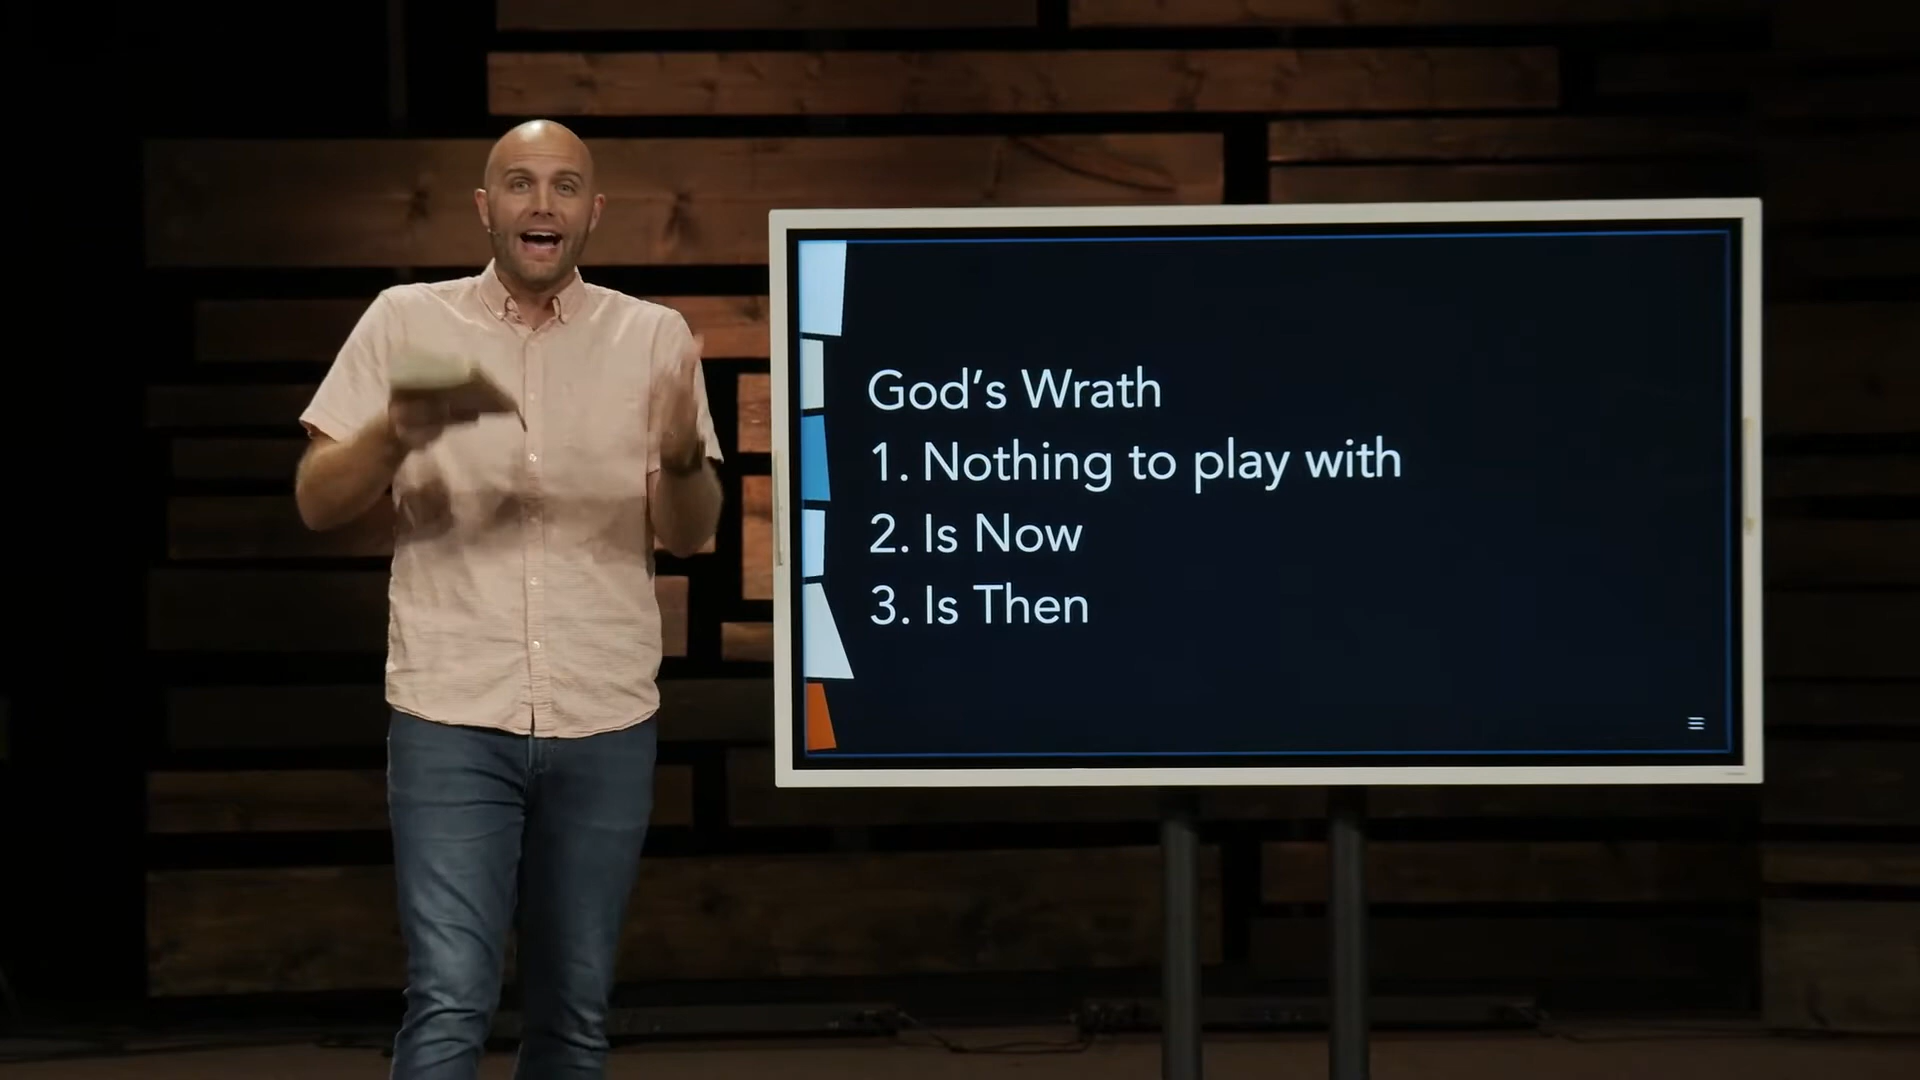 God’s Wrath
1. Nothing to play with
2. Is Now
3. Is Then